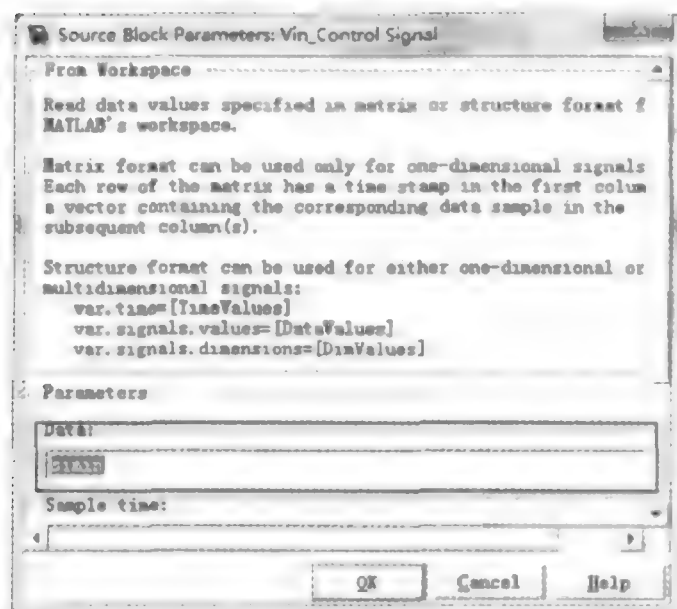 Source Block Parameters: Vin_Control Signal
From Workspace
Read data values specified in matrix or structure format f
MATLAB's workspace.
Matrix format can be used only for one-dimensional signals
Each row of the matrix has a time stamp in the first colum
a vector containing the corresponding data sample in the
subsequent column(s).
Structure format can be used for either one-dimensional or
multidimensional signals:
var.time=[TimeValues]
var.signals.values=[DataValues]
var.signals.dimensions=[DimValues]
Parameters
Data:
simin
Sample time:
OK Cancel Help